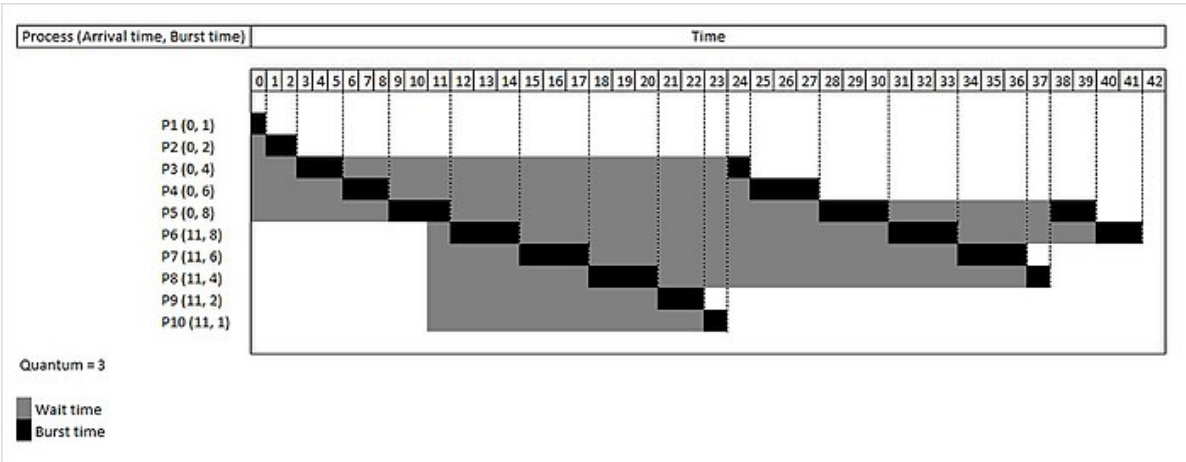 Process (Arrival time, Burst time) Time
0 1 2 3 4 5 6 7 8 9 10 11 12 13 14 15 16 17 18 19 20 21 22 23 24 25 26 27 28 29 30 31 32 33 34 35 36 37 38 39 40 41 42
P1 (0, 1)
P2 (0, 2)
P3 (0, 4)
P4 (0, 6)
P5 (0, 8)
P6 (11, 8)
P7 (11, 6)
P8 (11, 4)
P9 (11, 2)
P10 (11, 1)
Quantum = 3
Wait time
Burst time